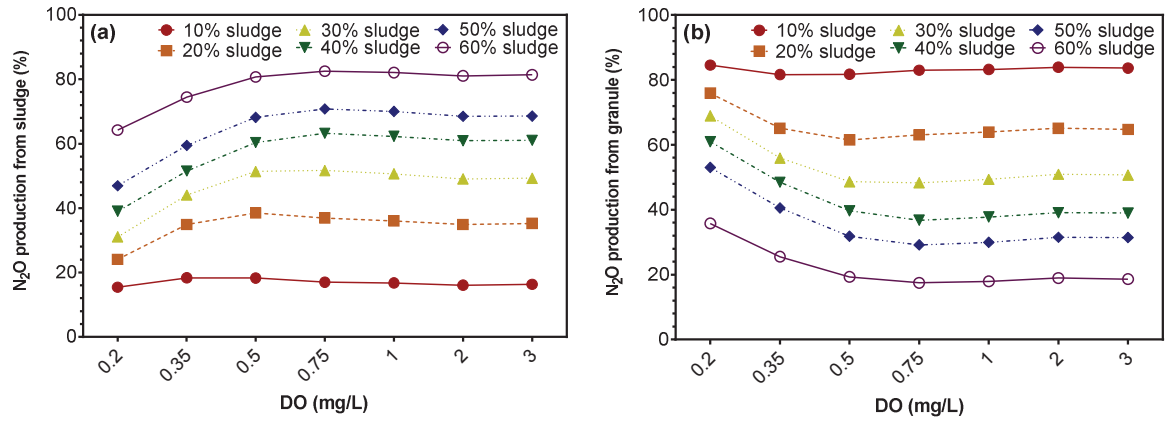 (a)
10% sludge 30% sludge 50% sludge
20% sludge 40% sludge 60% sludge
N₂O production from sludge (%)
100
80
60
40
20
0
0.2 0.35 0.5 0.75 1 2 3
DO (mg/L)
(b)
10% sludge 30% sludge 50% sludge
20% sludge 40% sludge 60% sludge
N₂O production from granule (%)
100
80
60
40
20
0
0.2 0.35 0.5 0.75 1 2 3
DO (mg/L)